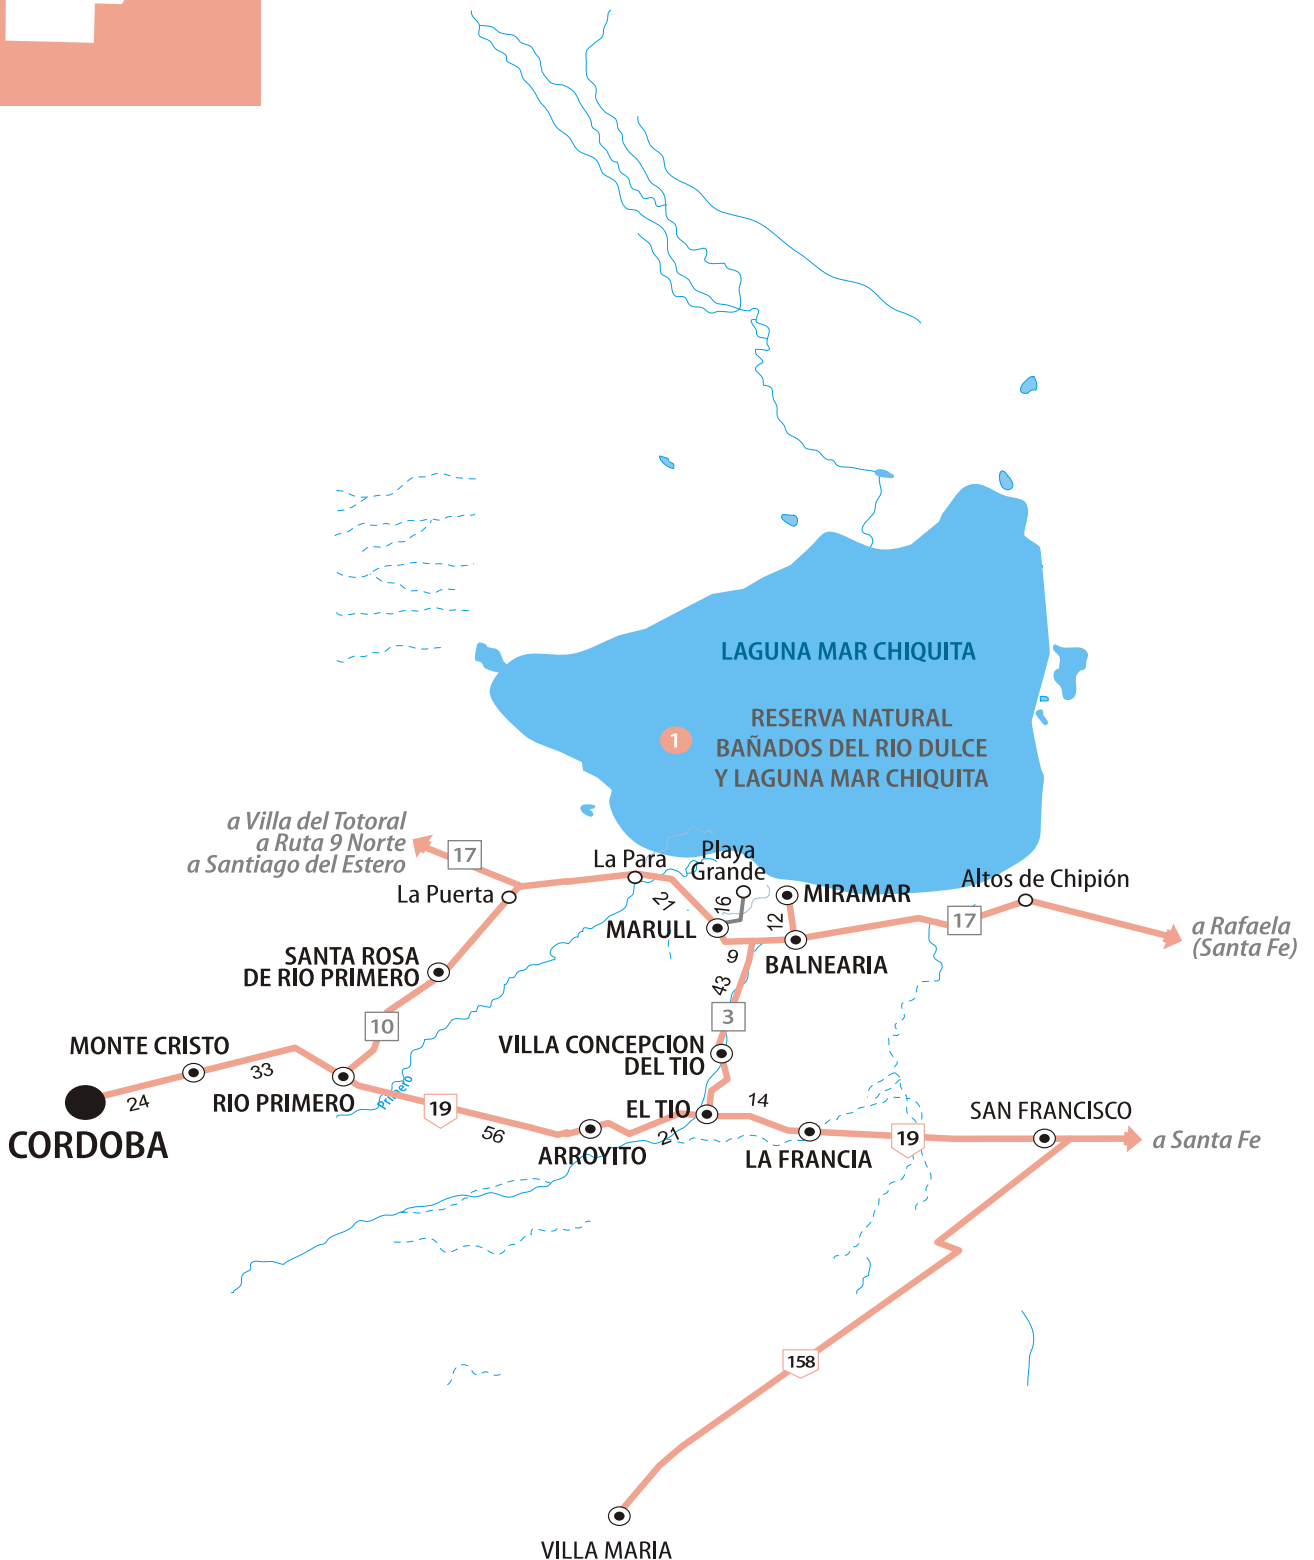 LAGUNA MAR CHIQUITA
RESERVA NATURAL
BAÑADOS DEL RIO DULCE
Y LAGUNA MAR CHIQUITA
1
a Villa del Totoral
a Ruta 9 Norte
a Santiago del Estero
17
La Para
Playa
Grande
La Puerta
21
16
12
MIRAMAR
Altos de Chipión
MARULL
17
a Rafaela
(Santa Fe)
9
BALNEARIA
SANTA ROSA
DE RIO PRIMERO
43
3
10
MONTE CRISTO
33
VILLA CONCEPCION
DEL TIO
24
RIO PRIMERO
Primero
19
EL TIO
14
SAN FRANCISCO
CORDOBA
56
ARROYITO
21
LA FRANCIA
19
a Santa Fe
158
VILLA MARIA